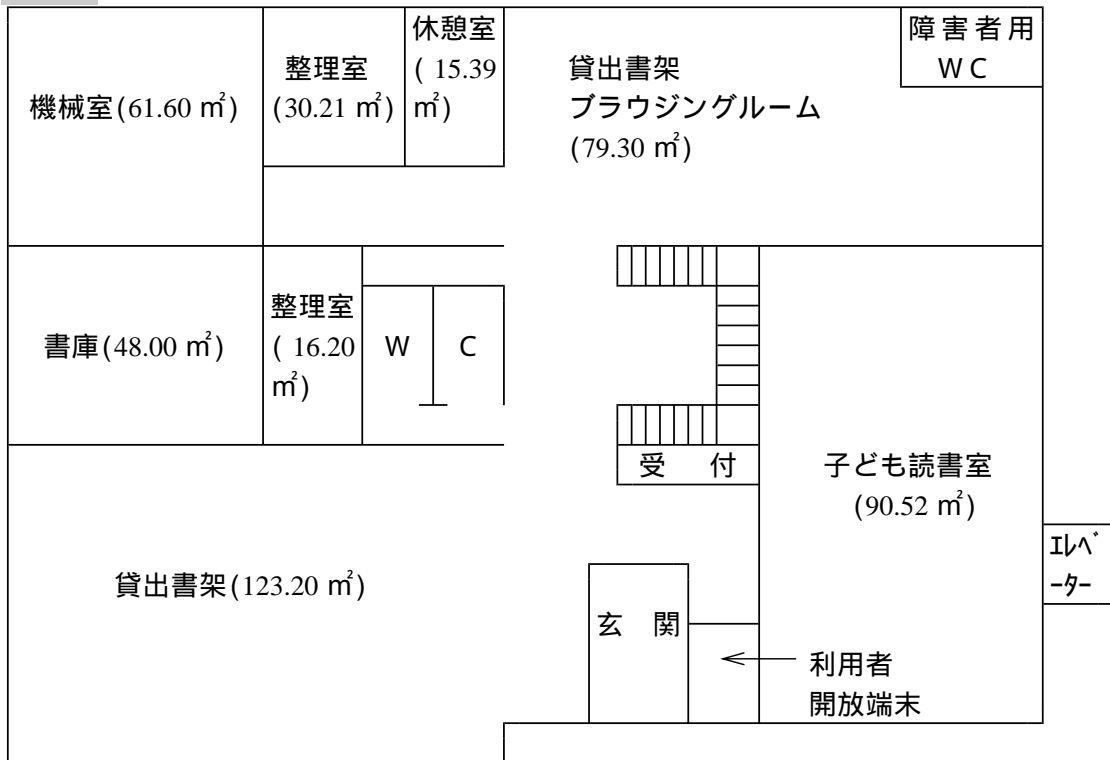 機械室(61.60 ㎡)
整理室
(30.21 ㎡)
休憩室
( 15.39
㎡)
貸出書架
ブラウジングルーム
(79.30 ㎡)
障害者用
WC
書庫(48.00 ㎡)
整理室
( 16.20
㎡)
W
C
受 付
子ども読書室
(90.52 ㎡)
エレベ
ーター
貸出書架(123.20 ㎡)
玄 関
利用者
開放端末